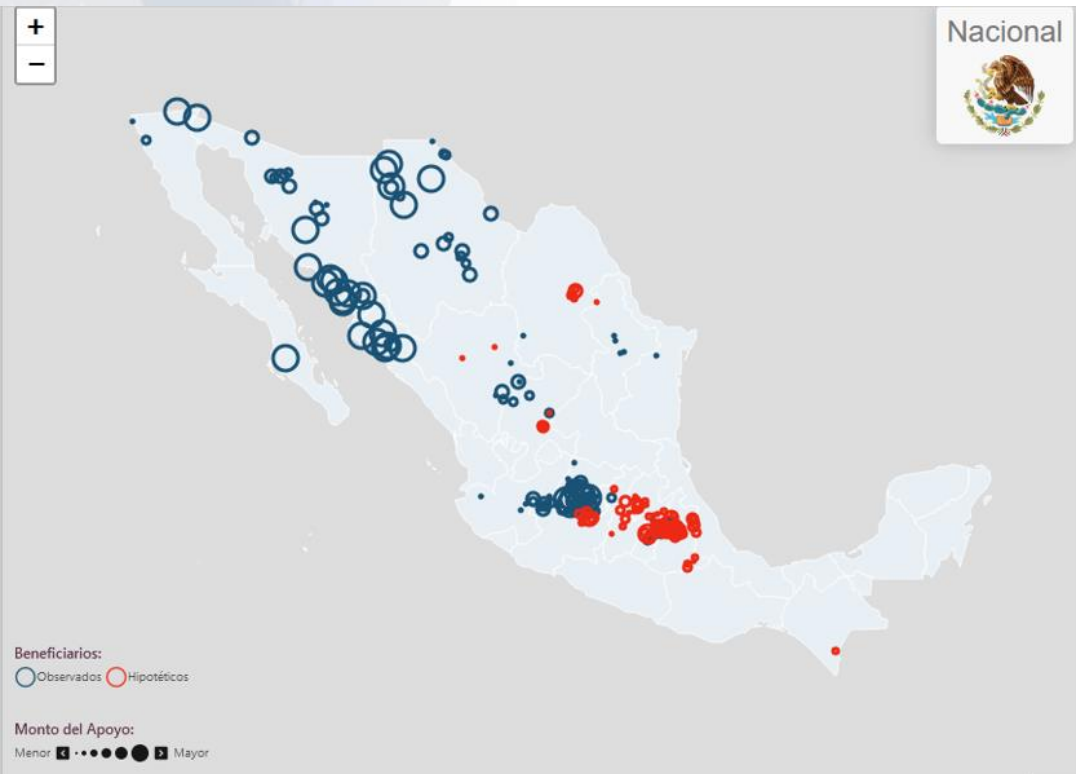 +
−
Nacional
Beneficiarios:
Observados Hipotéticos
Monto del Apoyo:
Menor Mayor